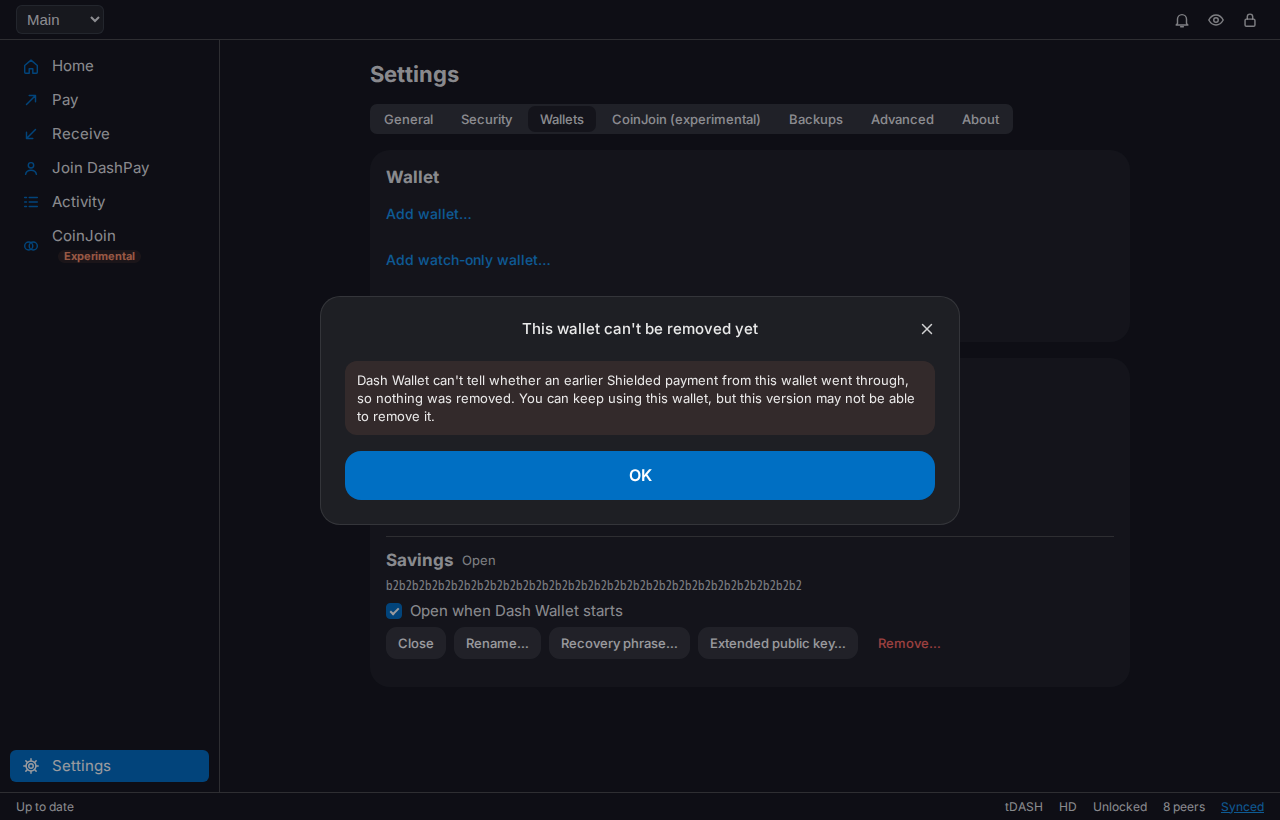 Main
Home
Pay
Receive
Join DashPay
Activity
CoinJoin
Experimental
Settings
Settings
General Security Wallets CoinJoin (experimental) Backups Advanced About
Wallet
Add wallet...
Add watch-only wallet...
This wallet can't be removed yet
Dash Wallet can't tell whether an earlier Shielded payment from this wallet went through,
so nothing was removed. You can keep using this wallet, but this version may not be able
to remove it.
OK
Savings Open
b2b2b2b2b2b2b2b2b2b2b2b2b2b2b2b2b2b2b2b2b2b2b2b2b2b2b2b2b2b2b2b2
Open when Dash Wallet starts
Close Rename... Recovery phrase... Extended public key... Remove...
Up to date
tDASH HD Unlocked 8 peers Synced